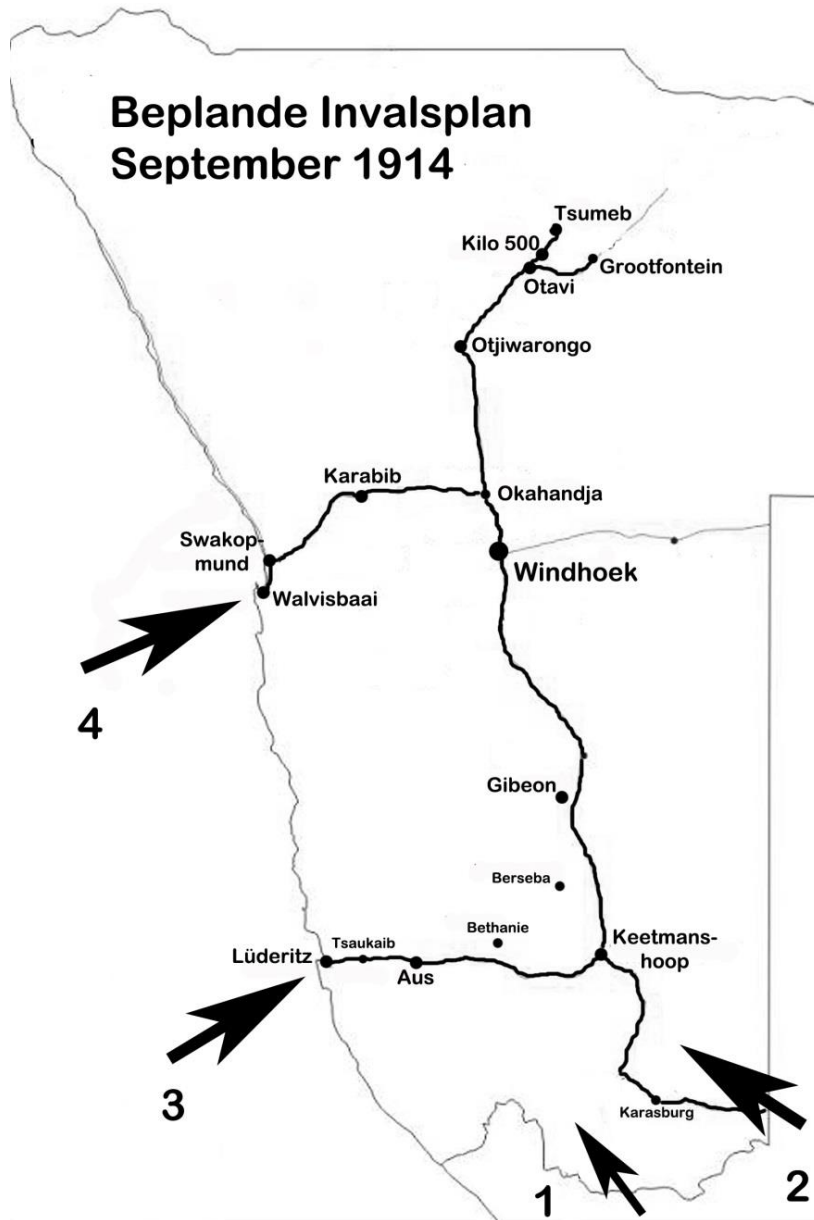 Beplande Invalsplan
September 1914
Tsumeb
Kilo 500
Grootfontein
Otavi
Otjiwarongo
Karabib
Okahandja
Swakop-
mund
Windhoek
Walvisbaai
4
Gibeon
Berseba
Bethanie
Keetmans-
hoop
Tsaukaib
Lüderitz
Aus
3
Karasburg
1
2